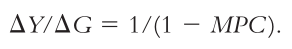 ΔY/ΔG = 1/(1 − MPC).